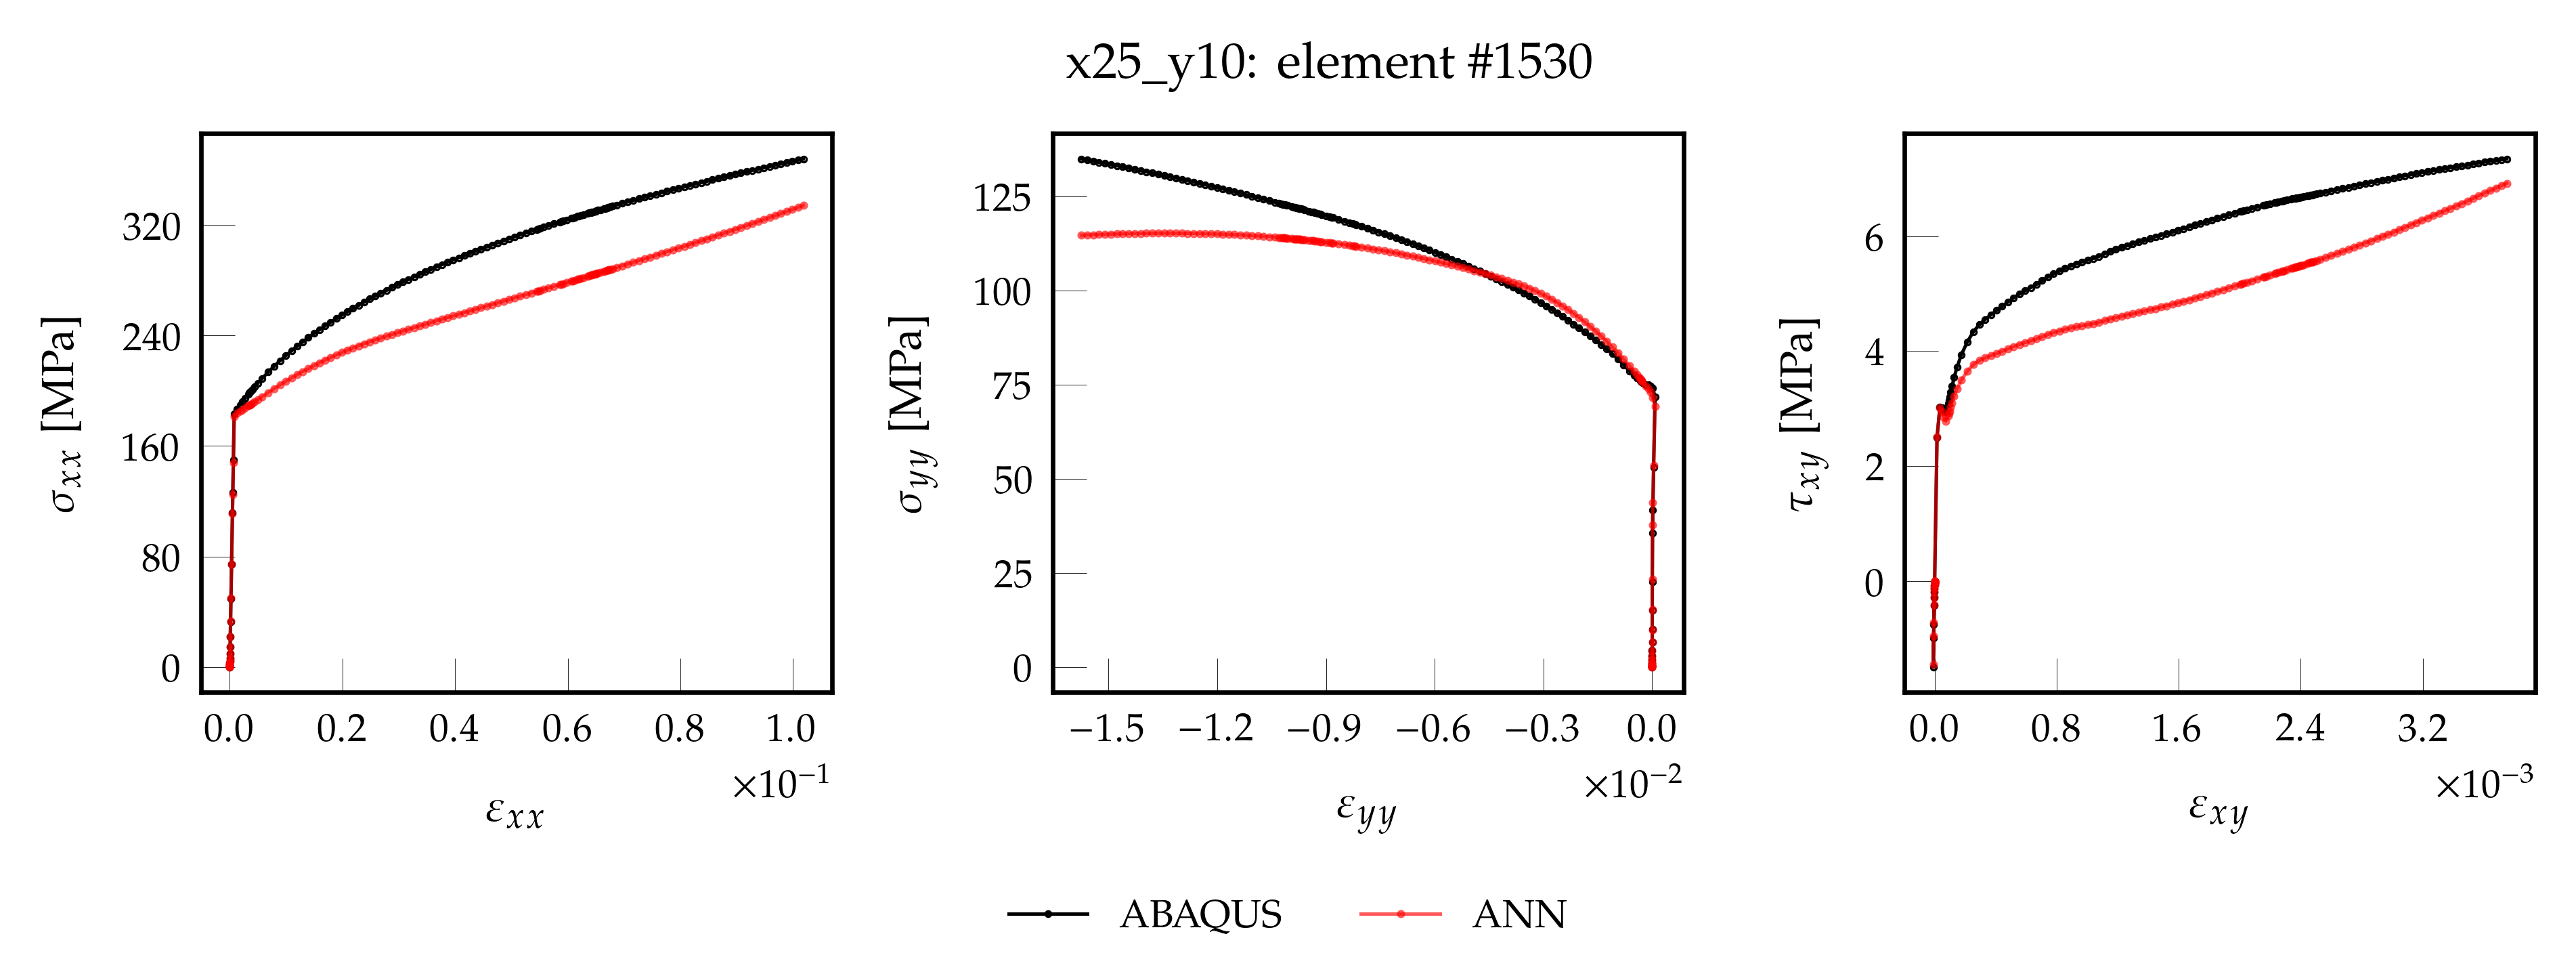 x25_y10: element #1530
σxx [MPa]
320
240
160
80
0
0.0 0.2 0.4 0.6 0.8 1.0
×10−1
εxx
σyy [MPa]
125
100
75
50
25
0
−1.5 −1.2 −0.9 −0.6 −0.3 0.0
×10−2
εyy
τxy [MPa]
6
4
2
0
0.0 0.8 1.6 2.4 3.2
×10−3
εxy
ABAQUS ANN